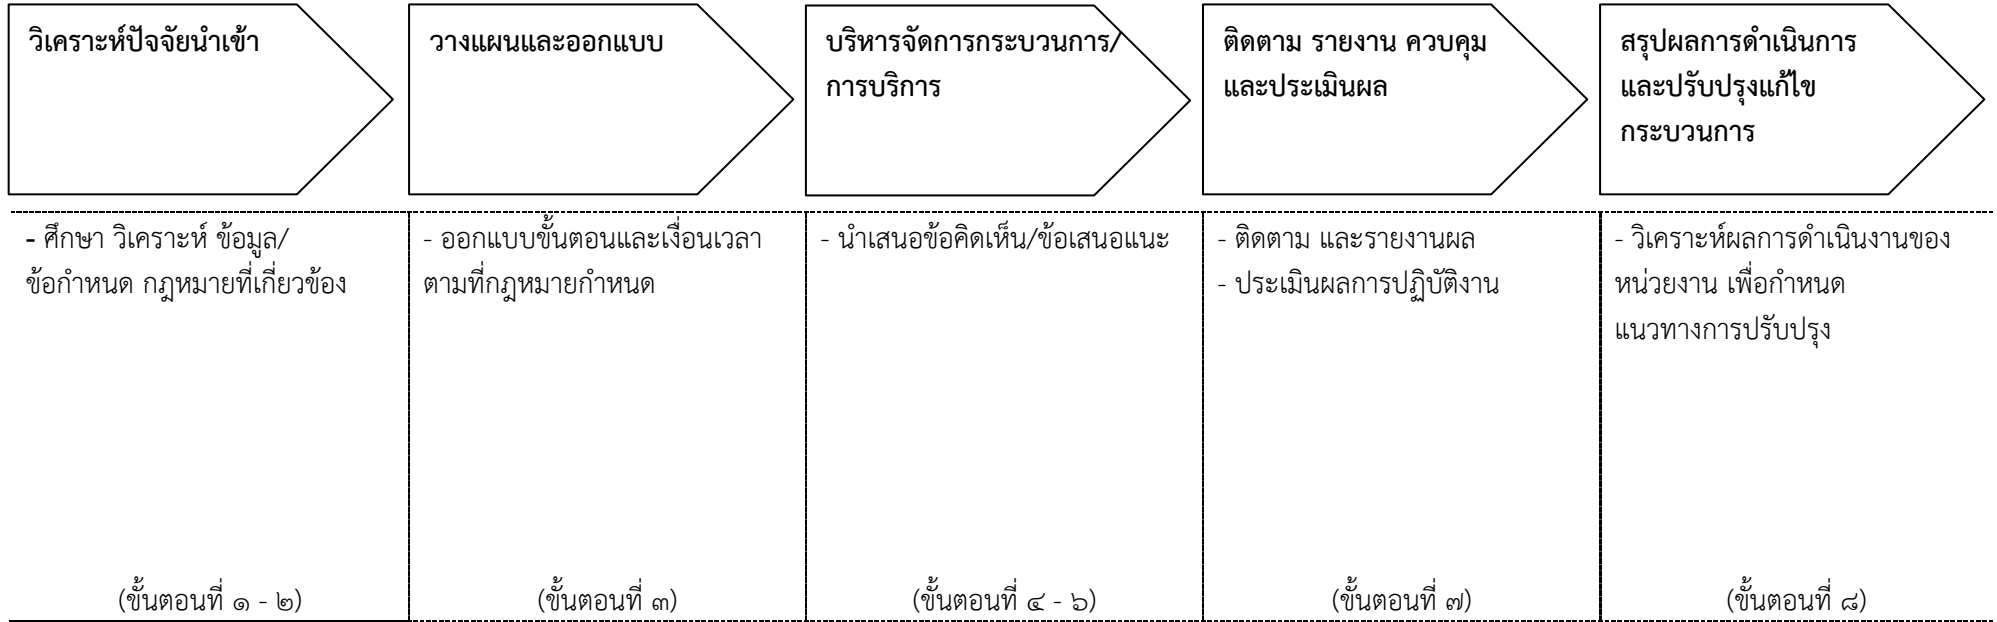 วิเคราะห์ปัจจัยนำเข้า
วางแผนและออกแบบ
บริหารจัดการกระบวนการ/
การบริการ
ติดตาม รายงาน ควบคุม
และประเมินผล
สรุปผลการดำเนินการ
และปรับปรุงแก้ไข
กระบวนการ
- ศึกษา วิเคราะห์ ข้อมูล/
ข้อกำหนด กฎหมายที่เกี่ยวข้อง
(ขั้นตอนที่ ๑ - ๒)
- ออกแบบขั้นตอนและเงื่อนเวลา
ตามที่กฎหมายกำหนด
(ขั้นตอนที่ ๓)
- นำเสนอข้อคิดเห็น/ข้อเสนอแนะ
(ขั้นตอนที่ ๔ - ๖)
- ติดตาม และรายงานผล
- ประเมินผลการปฏิบัติงาน
(ขั้นตอนที่ ๗)
- วิเคราะห์ผลการดำเนินงานของ
หน่วยงาน เพื่อกำหนด
แนวทางการปรับปรุง
(ขั้นตอนที่ ๘)